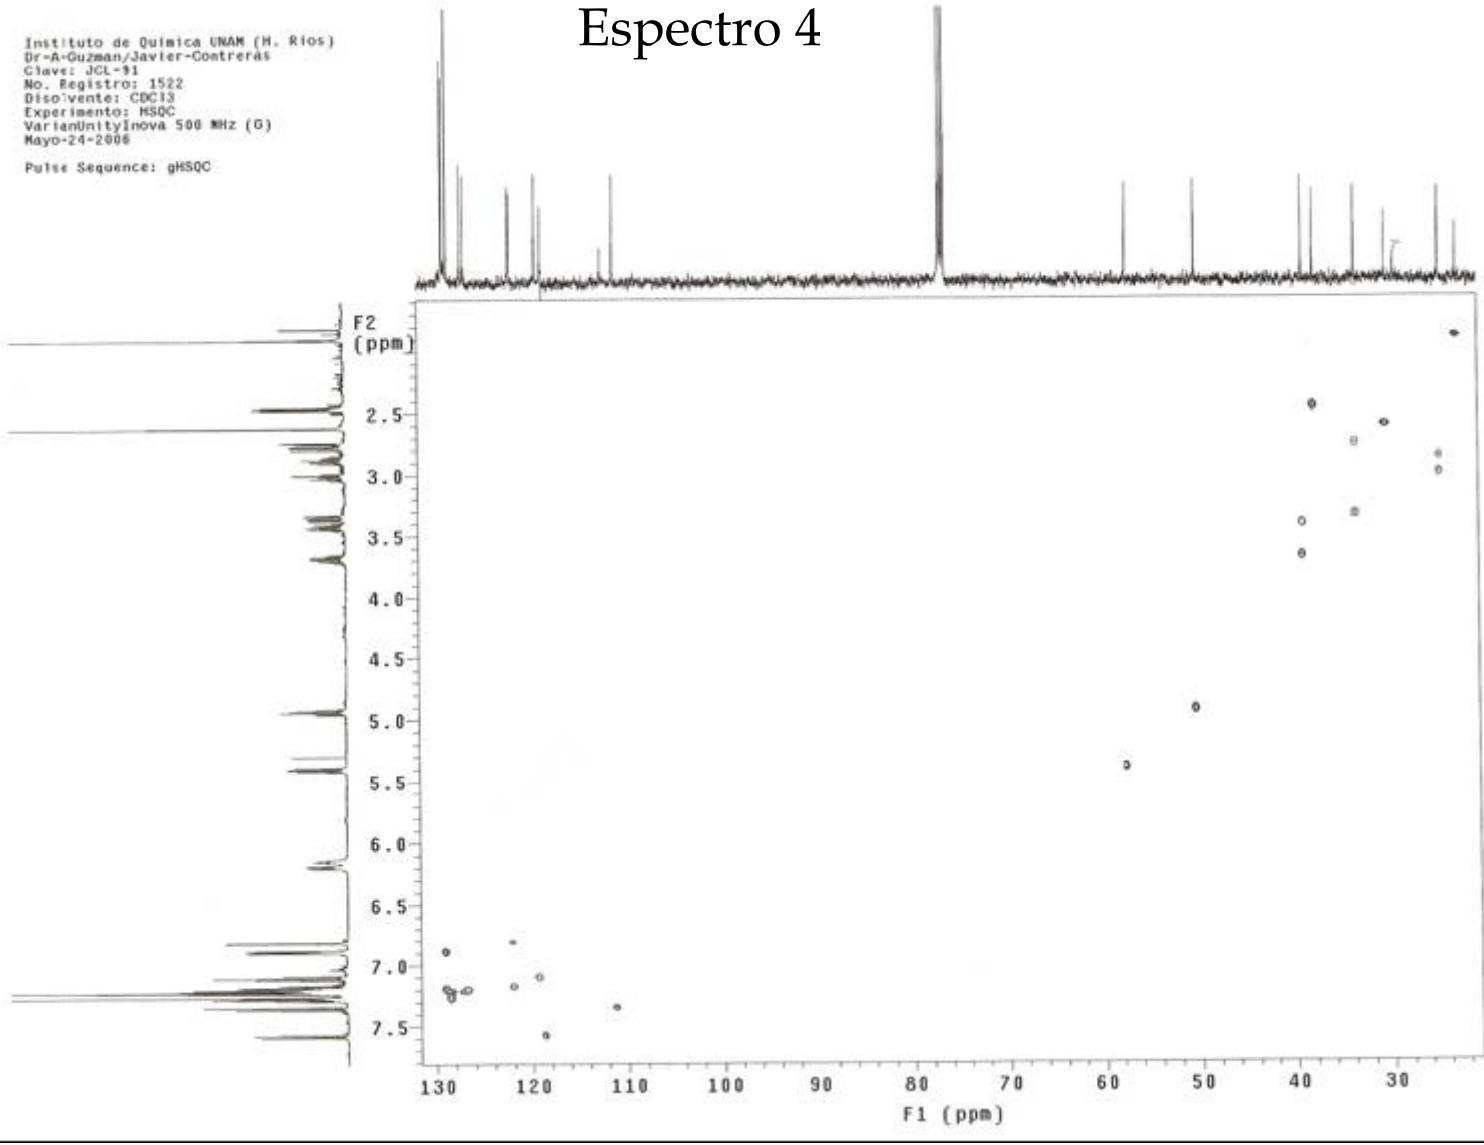 Espectro 4
Instituto de Quimica UNAM (H. Rios)
Dr-A-Guzman/Javier-Contreras
Clave: JCL-91
No. Registro: 1522
Disolvente: CDCl3
Experimento: HSQC
VarianUnityInova 500 MHz (G)
Mayo-24-2006
Pulse Sequence: gHSQC
F2
(ppm)
2.5
3.0
3.5
4.0
4.5
5.0
5.5
6.0
6.5
7.0
7.5
130 120 110 100 90 80 70 60 50 40 30
F1 (ppm)